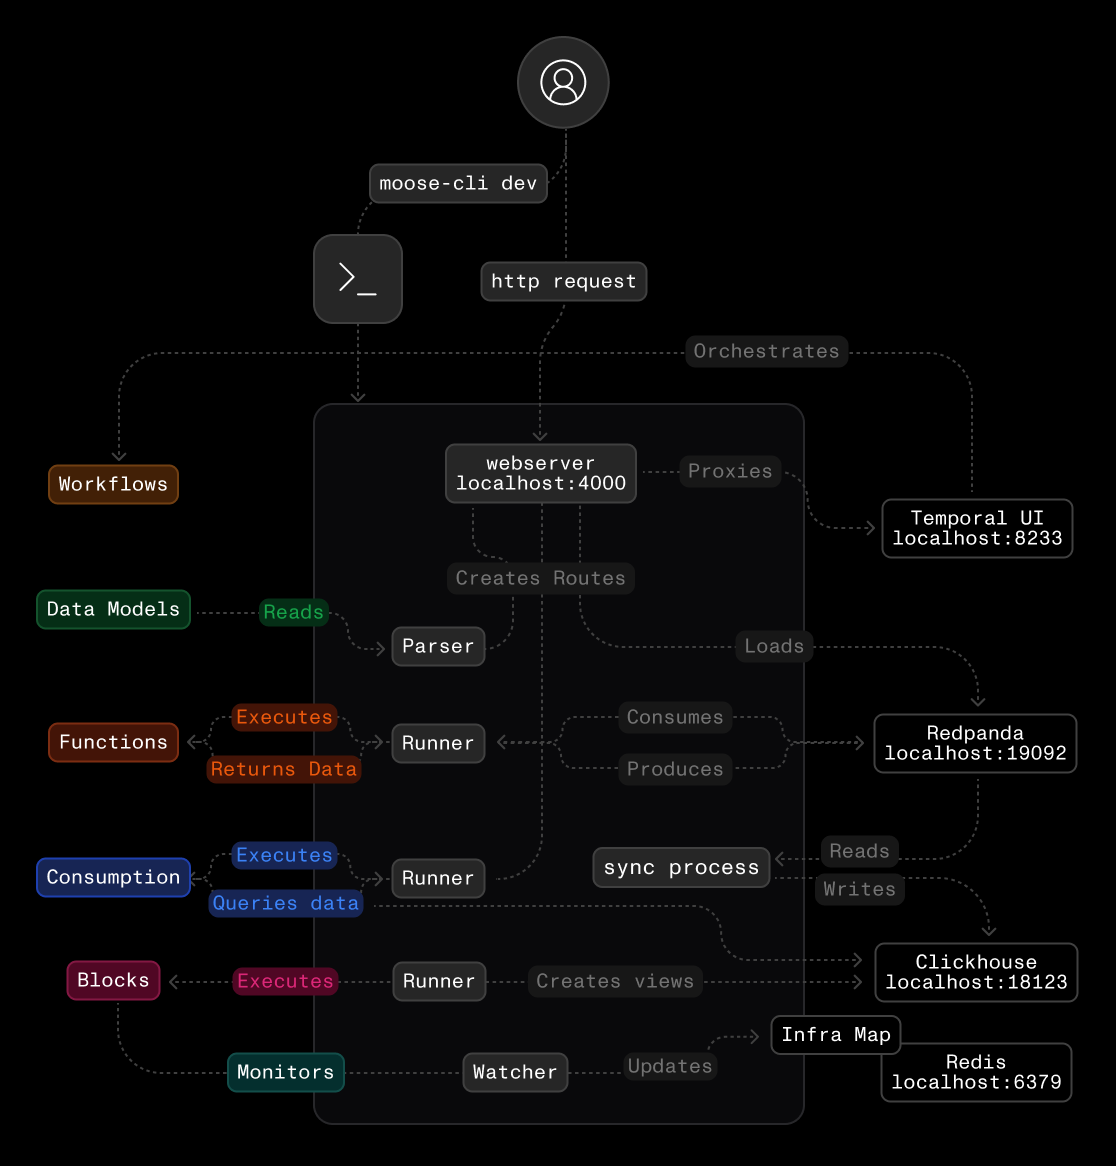 moose-cli dev
http request
Orchestrates
webserver
localhost:4000
Proxies
Workflows
Temporal UI
localhost:8233
Creates Routes
Data Models
Reads
Parser
Loads
Executes
Consumes
Functions
Runner
Redpanda
localhost:19092
Returns Data
Produces
Executes
Reads
Consumption
Runner
sync process
Writes
Queries data
Blocks
Executes
Runner
Creates views
Clickhouse
localhost:18123
Infra Map
Monitors
Watcher
Updates
Redis
localhost:6379